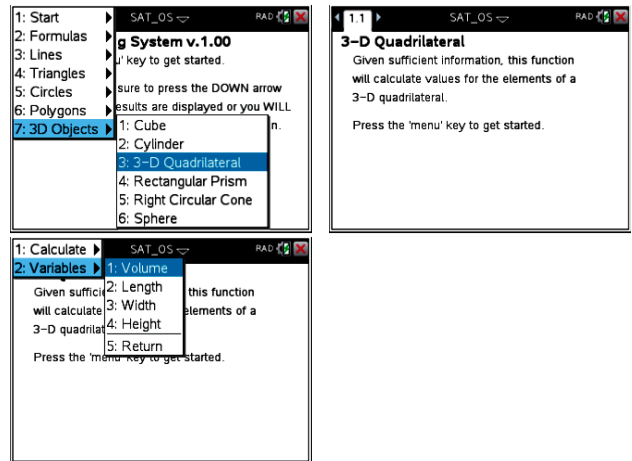 1: Start
2: Formulas
3: Lines
4: Triangles
5: Circles
6: Polygons
7: 3D Objects
SAT_OS
RAD
g System v.1.00
' key to get started.
sure to press the DOWN arrow
esults are displayed or you WILL
n.
1: Cube
2: Cylinder
3: 3-D Quadrilateral
4: Rectangular Prism
5: Right Circular Cone
6: Sphere
1.1
SAT_OS
RAD
3-D Quadrilateral
Given sufficient information, this function
will calculate values for the elements of a
3-D quadrilateral.
Press the 'menu' key to get started.
1: Calculate
2: Variables
SAT_OS
RAD
1: Volume
2: Length
3: Width
4: Height
5: Return
Given suffici this function
will calculate elements of a
3-D quadrilat
Press the 'menu' key to get started.